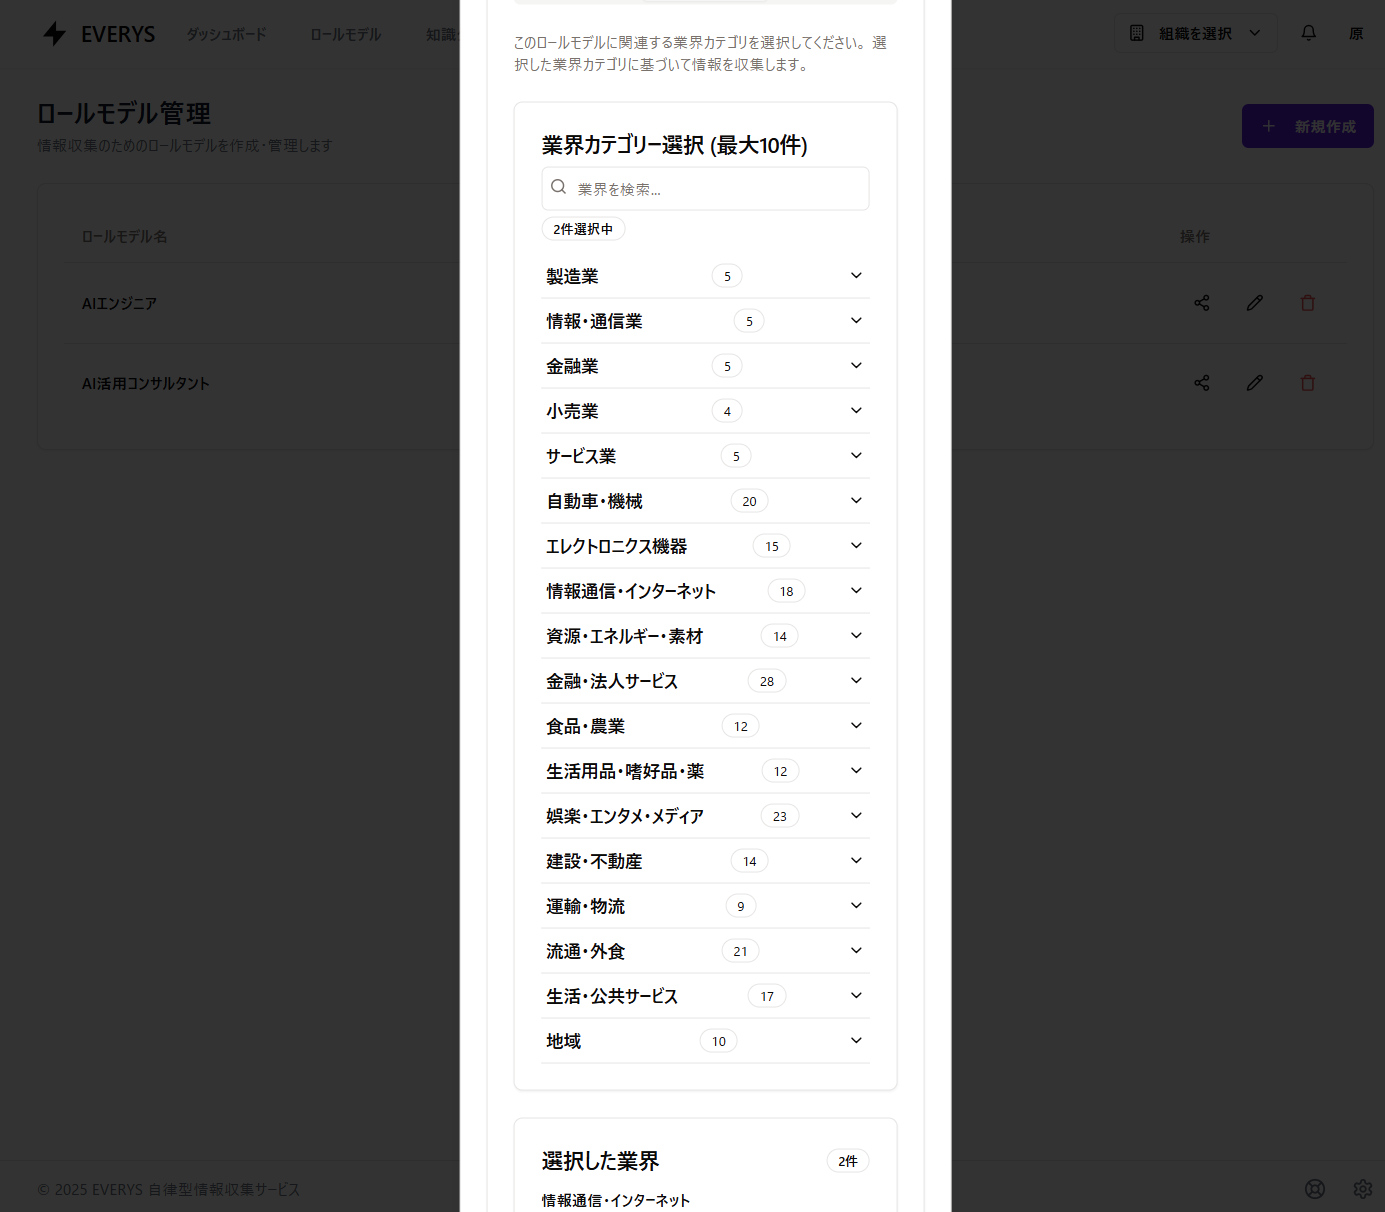 EVERYS ダッシュボード ロールモデル 知識 組織を選択 原
ロールモデル管理
情報収集のためのロールモデルを作成・管理します
新規作成
ロールモデル名 操作
AIエンジニア
AI活用コンサルタント
このロールモデルに関連する業界カテゴリを選択してください。選
択した業界カテゴリに基づいて情報を収集します。
業界カテゴリー選択 (最大10件)
業界を検索...
2件選択中
製造業 5
情報・通信業 5
金融業 5
小売業 4
サービス業 5
自動車・機械 20
エレクトロニクス機器 15
情報通信・インターネット 18
資源・エネルギー・素材 14
金融・法人サービス 28
食品・農業 12
生活用品・嗜好品・薬 12
娯楽・エンタメ・メディア 23
建設・不動産 14
運輸・物流 9
流通・外食 21
生活・公共サービス 17
地域 10
選択した業界 2件
情報通信・インターネット
© 2025 EVERYS 自律型情報収集サービス